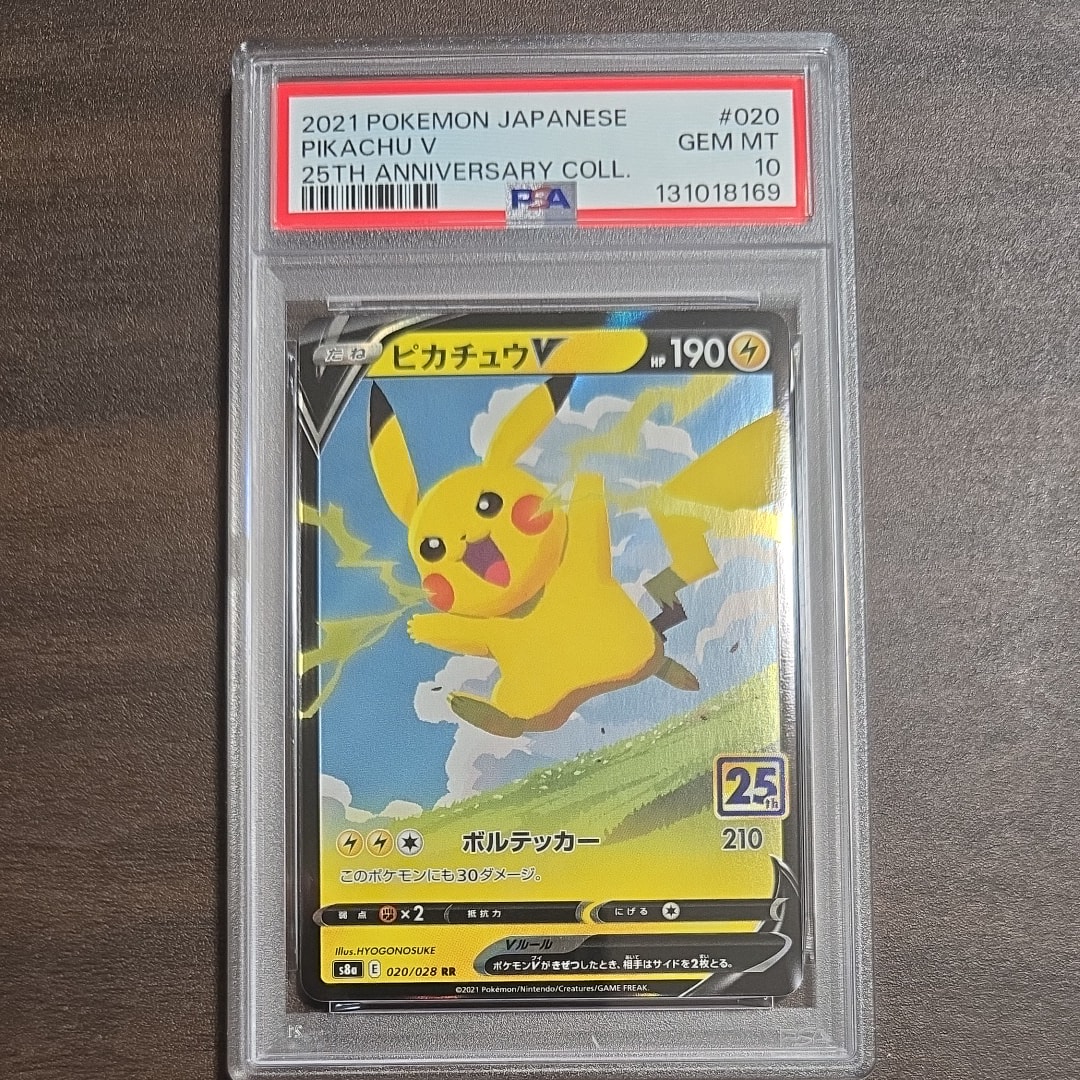 2021 POKEMON JAPANESE #020
PIKACHU V GEM MT
25TH ANNIVERSARY COLL. 10
PSA 131018169
たね ピカチュウV HP 190
25th
ボルテッカー 210
このポケモンにも30ダメージ。
弱点 ×2 抵抗力 にげる
Illus.HYOGONOSUKE
Vルール
ポケモンVがきぜつしたとき、相手はサイドを2枚とる。
s8a E 020/028 RR
©2021 Pokémon/Nintendo/Creatures/GAME FREAK.